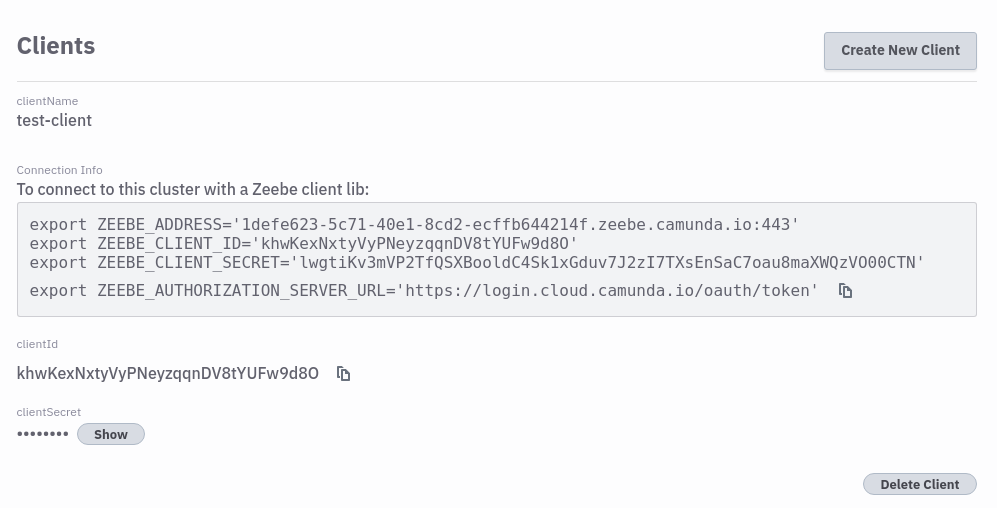 Clients
Create New Client
clientName
test-client
Connection Info
To connect to this cluster with a Zeebe client lib:
export ZEEBE_ADDRESS='1defe623-5c71-40e1-8cd2-ecffb644214f.zeebe.camunda.io:443'
export ZEEBE_CLIENT_ID='khwKexNxtyVyPNeyzqqnDV8tYUFw9d8O'
export ZEEBE_CLIENT_SECRET='lwgtiKv3mVP2TfQSXBooldC4Sk1xGduv7J2zI7TXsEnSaC7oau8maXWQzVO00CTN'
export ZEEBE_AUTHORIZATION_SERVER_URL='https://login.cloud.camunda.io/oauth/token'
clientId
khwKexNxtyVyPNeyzqqnDV8tYUFw9d8O
clientSecret
•••••••• Show
Delete Client